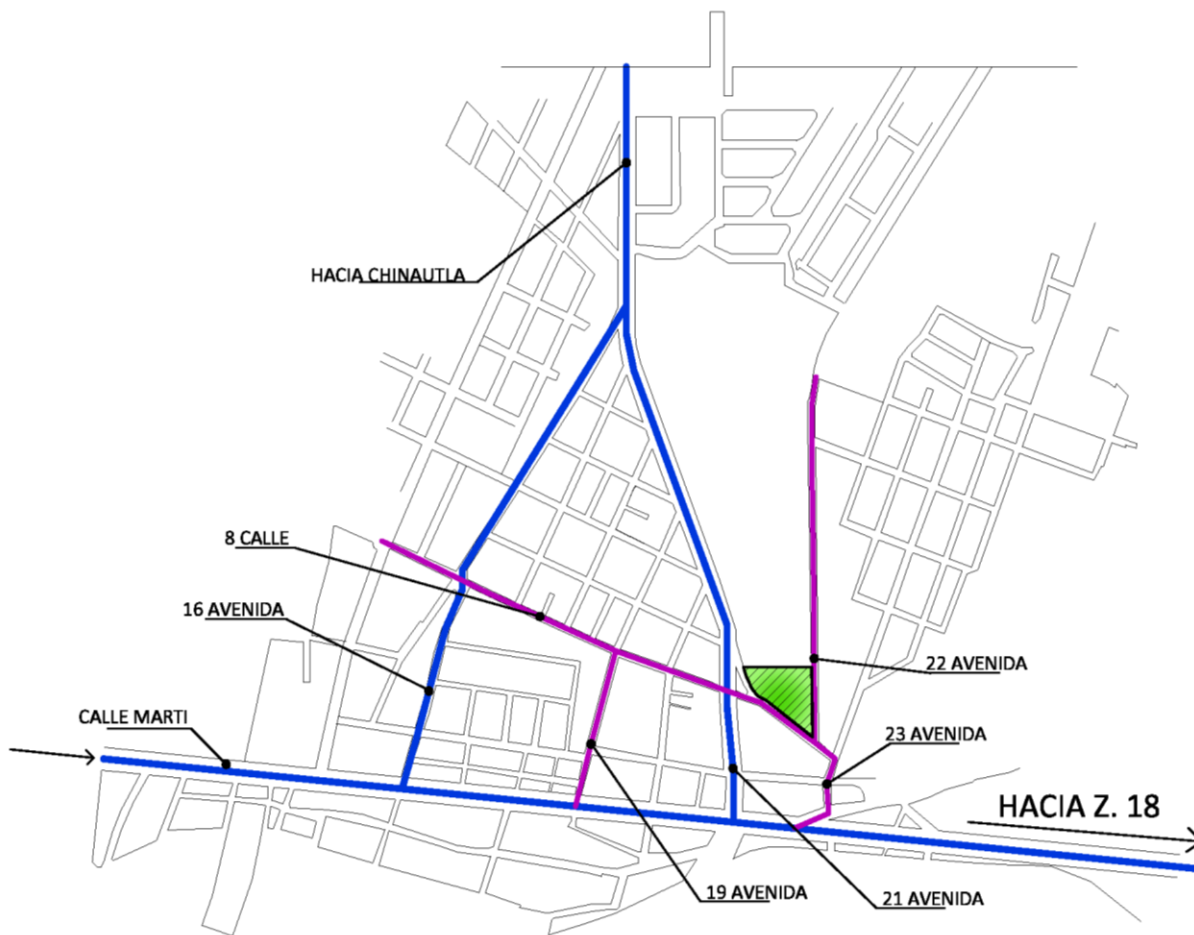 HACIA CHINAUTLA
8 CALLE
16 AVENIDA
22 AVENIDA
CALLE MARTI
23 AVENIDA
HACIA Z. 18
19 AVENIDA
21 AVENIDA